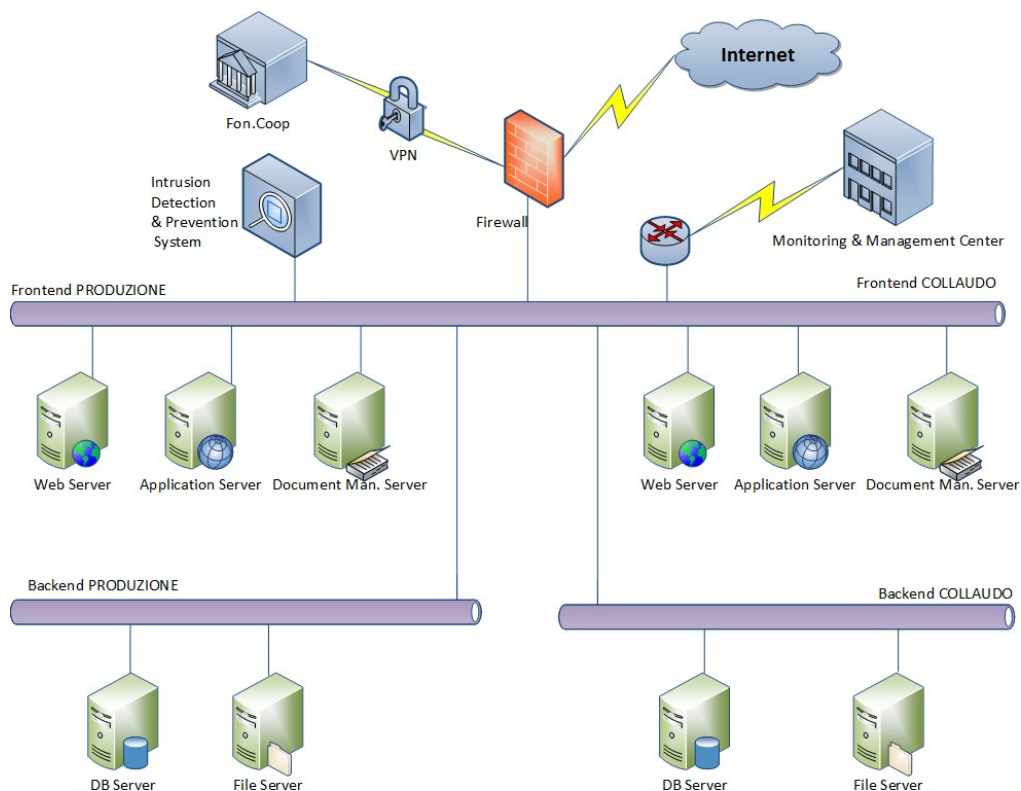 Internet
Fon.Coop
VPN
Intrusion
Detection
& Prevention
System
Firewall
Monitoring & Management Center
Frontend PRODUZIONE
Frontend COLLAUDO
Web Server
Application Server
Document Man. Server
Web Server
Application Server
Document Man. Server
Backend PRODUZIONE
Backend COLLAUDO
DB Server
File Server
DB Server
File Server